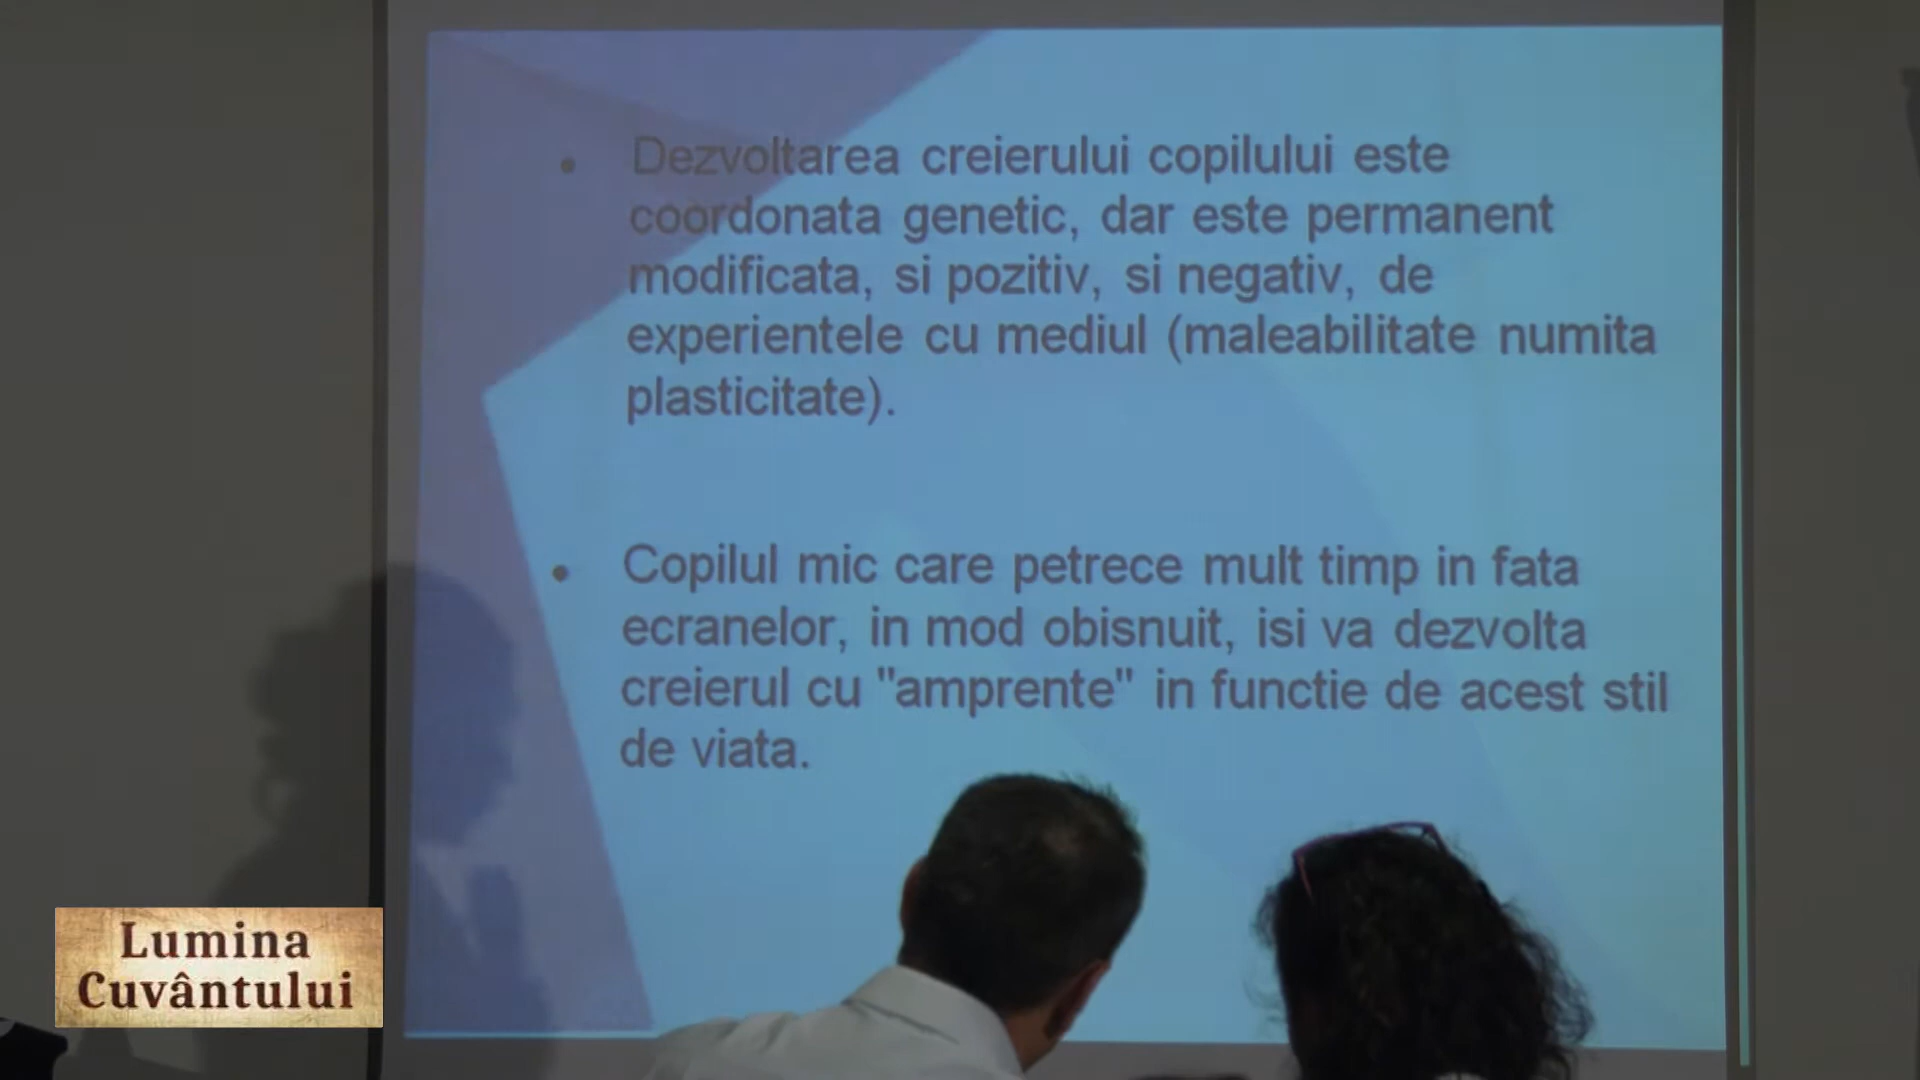 • Dezvoltarea creierului copilului este
coordonata genetic, dar este permanent
modificata, si pozitiv, si negativ, de
experientele cu mediul (maleabilitate numita
plasticitate).
• Copilul mic care petrece mult timp in fata
ecranelor, in mod obisnuit, isi va dezvolta
creierul cu "amprente" in functie de acest stil
de viata.
Lumina
Cuvântului